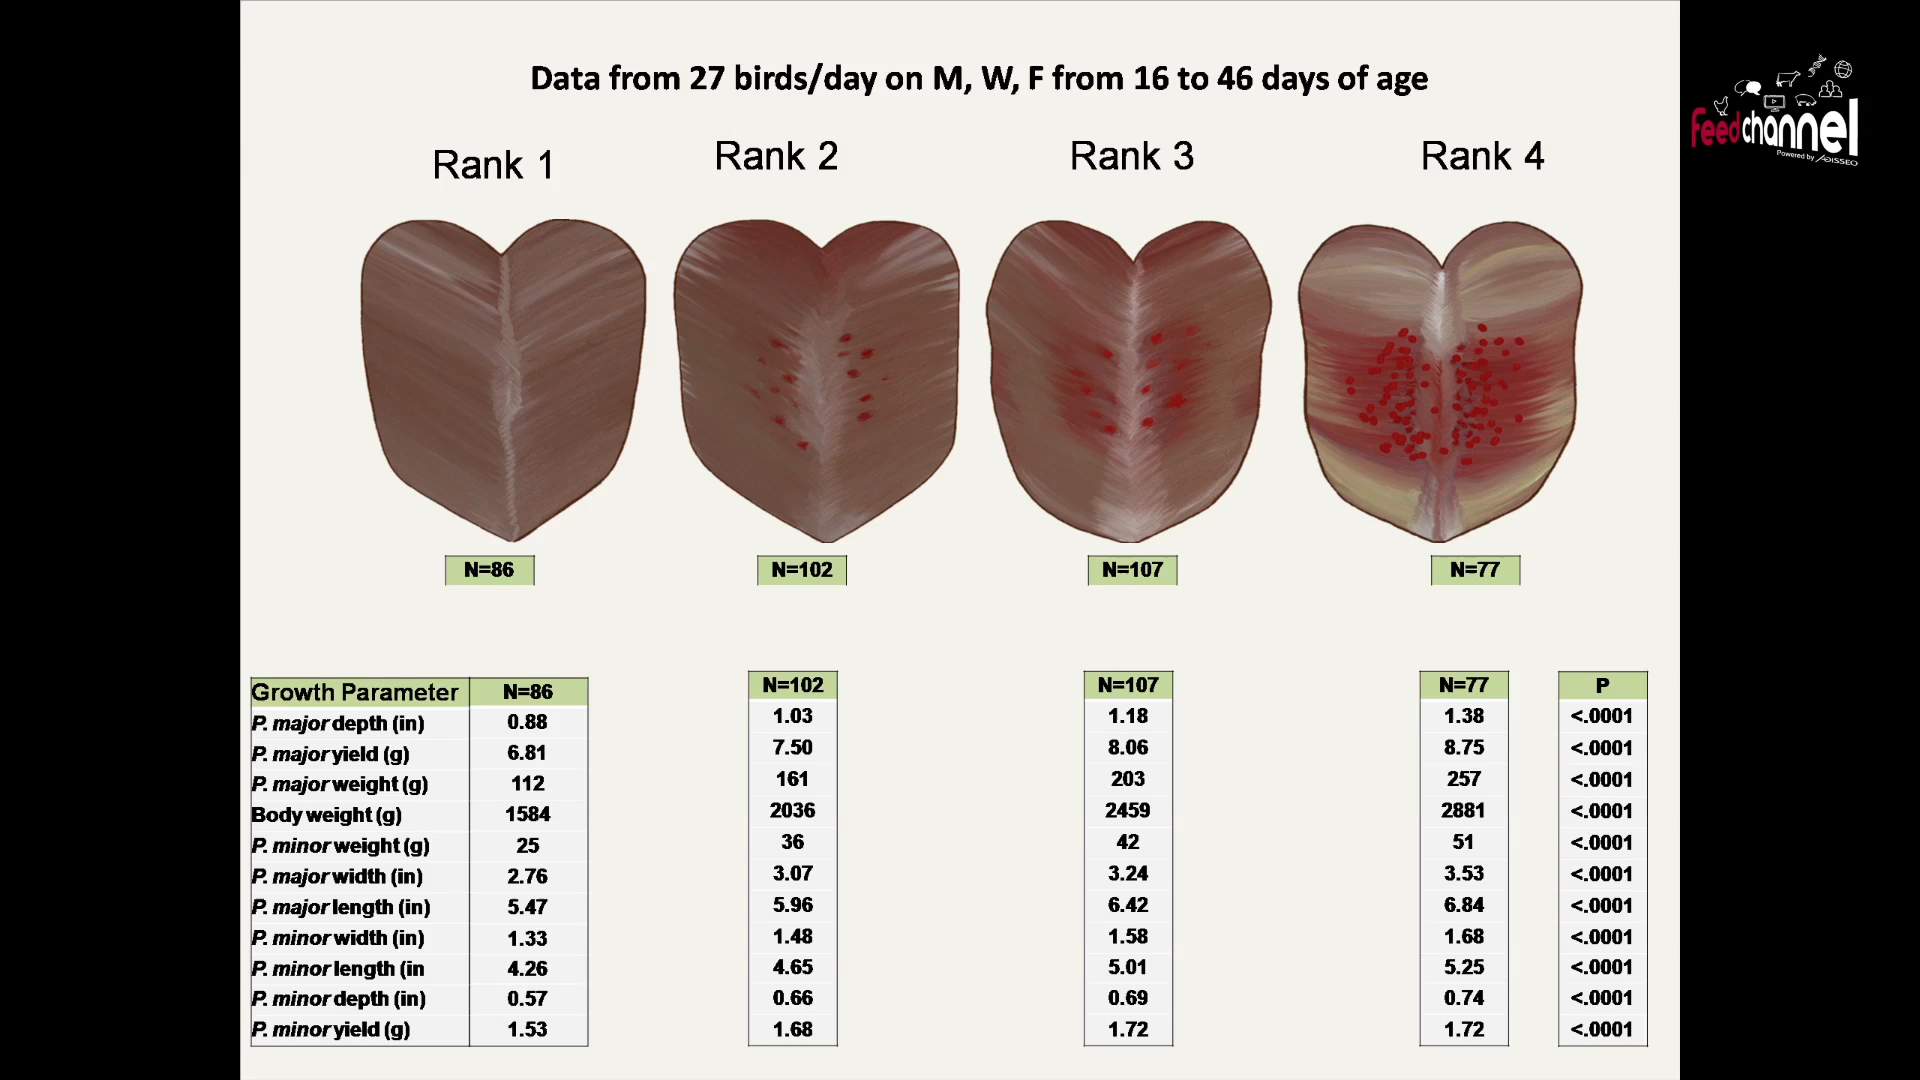 Data from 27 birds/day on M, W, F from 16 to 46 days of age
feedchannel
Powered by ADISSEO
Rank 1 Rank 2 Rank 3 Rank 4
N=86 N=102 N=107 N=77
Growth Parameter N=86 N=102 N=107 N=77 P
P. major depth (in) 0.88 1.03 1.18 1.38 <.0001
P. major yield (g) 6.81 7.50 8.06 8.75 <.0001
P. major weight (g) 112 161 203 257 <.0001
Body weight (g) 1584 2036 2459 2881 <.0001
P. minor weight (g) 25 36 42 51 <.0001
P. major width (in) 2.76 3.07 3.24 3.53 <.0001
P. major length (in) 5.47 5.96 6.42 6.84 <.0001
P. minor width (in) 1.33 1.48 1.58 1.68 <.0001
P. minor length (in 4.26 4.65 5.01 5.25 <.0001
P. minor depth (in) 0.57 0.66 0.69 0.74 <.0001
P. minor yield (g) 1.53 1.68 1.72 1.72 <.0001